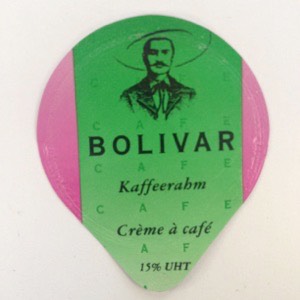 C A F E
BOLIVAR
C A F E
Kaffeerahm
C A F E
Crème à café
A F
15% UHT